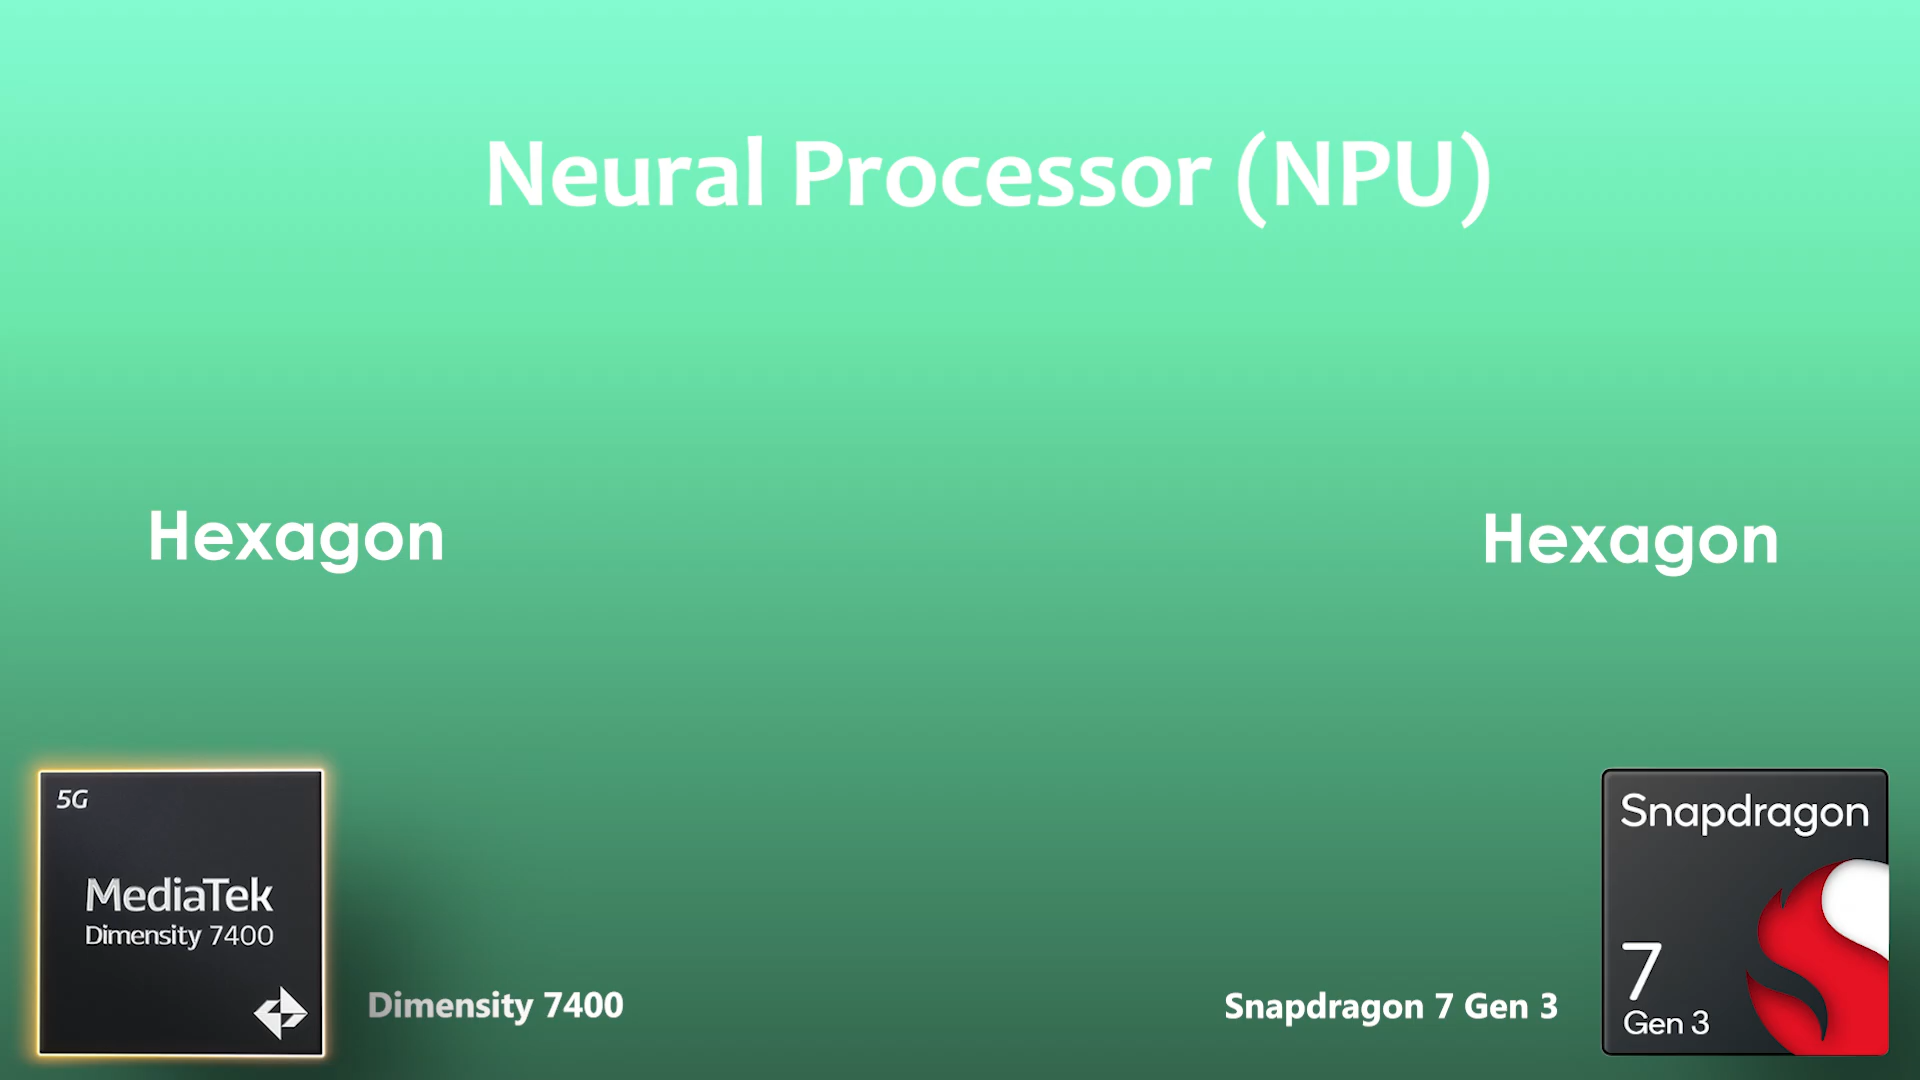 Neural Processor (NPU)
Hexagon
Hexagon
5G
MediaTek
Dimensity 7400
Dimensity 7400
Snapdragon 7 Gen 3
Snapdragon
7
Gen 3